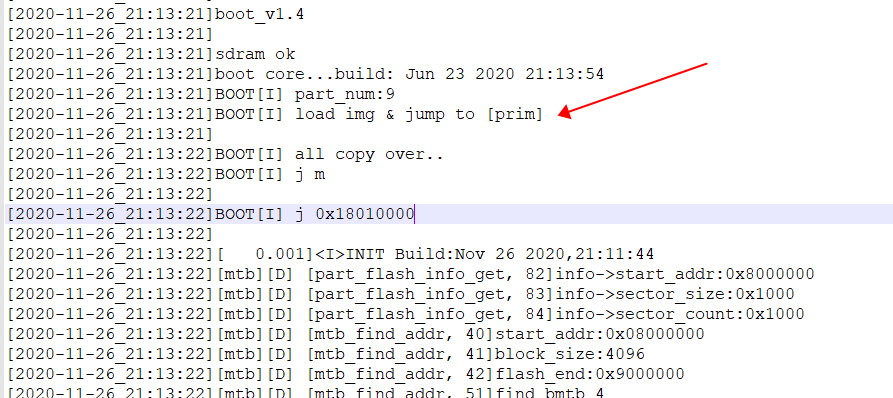 [2020-11-26_21:13:21]boot_v1.4
[2020-11-26_21:13:21]
[2020-11-26_21:13:21]sdram ok
[2020-11-26_21:13:21]boot core...build: Jun 23 2020 21:13:54
[2020-11-26_21:13:21]BOOT[I] part_num:9
[2020-11-26_21:13:21]BOOT[I] load img & jump to [prim]
[2020-11-26_21:13:21]
[2020-11-26_21:13:22]BOOT[I] all copy over..
[2020-11-26_21:13:22]BOOT[I] j m
[2020-11-26_21:13:22]
[2020-11-26_21:13:22]BOOT[I] j 0x18010000
[2020-11-26_21:13:22]
[2020-11-26_21:13:22][   0.001]<I>INIT Build:Nov 26 2020,21:11:44
[2020-11-26_21:13:22][mtb][D] [part_flash_info_get, 82]info->start_addr:0x8000000
[2020-11-26_21:13:22][mtb][D] [part_flash_info_get, 83]info->sector_size:0x1000
[2020-11-26_21:13:22][mtb][D] [part_flash_info_get, 84]info->sector_count:0x1000
[2020-11-26_21:13:22][mtb][D] [mtb_find_addr, 40]start_addr:0x08000000
[2020-11-26_21:13:22][mtb][D] [mtb_find_addr, 41]block_size:4096
[2020-11-26_21:13:22][mtb][D] [mtb_find_addr, 42]flash_end:0x9000000
[2020-11-26_21:13:22][mtb][D] [mtb_find_addr, 51]find bmtb 4